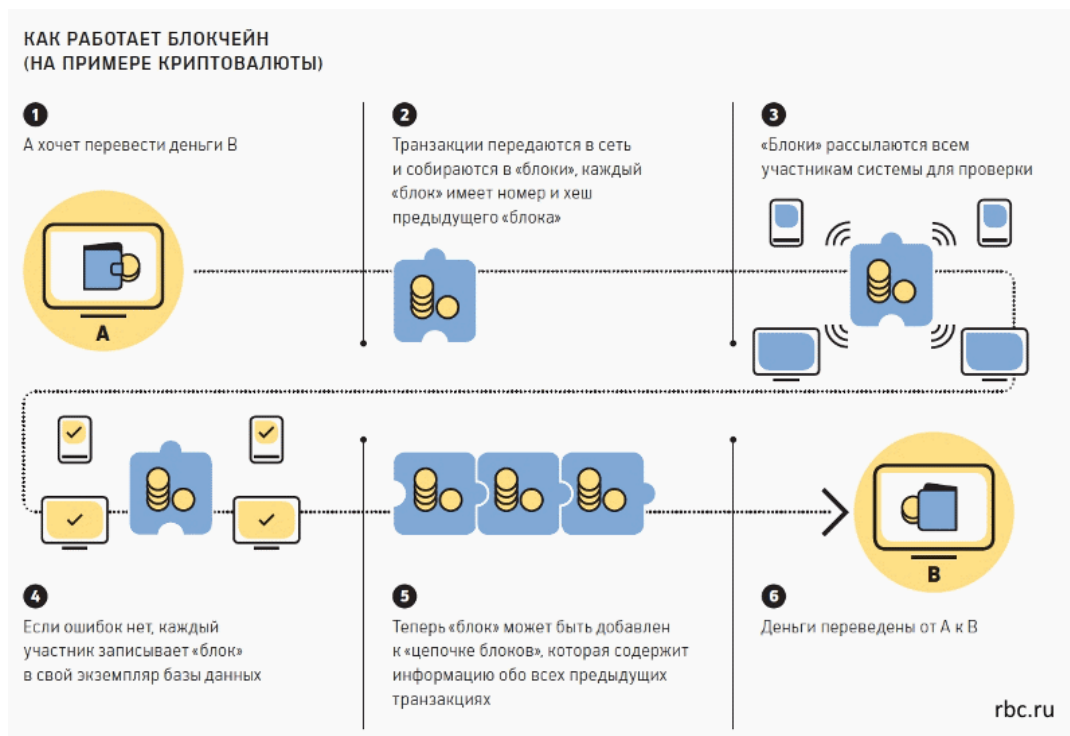 КАК РАБОТАЕТ БЛОКЧЕЙН
(НА ПРИМЕРЕ КРИПТОВАЛЮТЫ)
1
А хочет перевести деньги В
2
Транзакции передаются в сеть
и собираются в «блоки», каждый
«блок» имеет номер и хеш
предыдущего «блока»
3
«Блоки» рассылаются всем
участникам системы для проверки
А
4
Если ошибок нет, каждый
участник записывает «блок»
в свой экземпляр базы данных
5
Теперь «блок» может быть добавлен
к «цепочке блоков», которая содержит
информацию обо всех предыдущих
транзакциях
В
6
Деньги переведены от А к В
rbc.ru